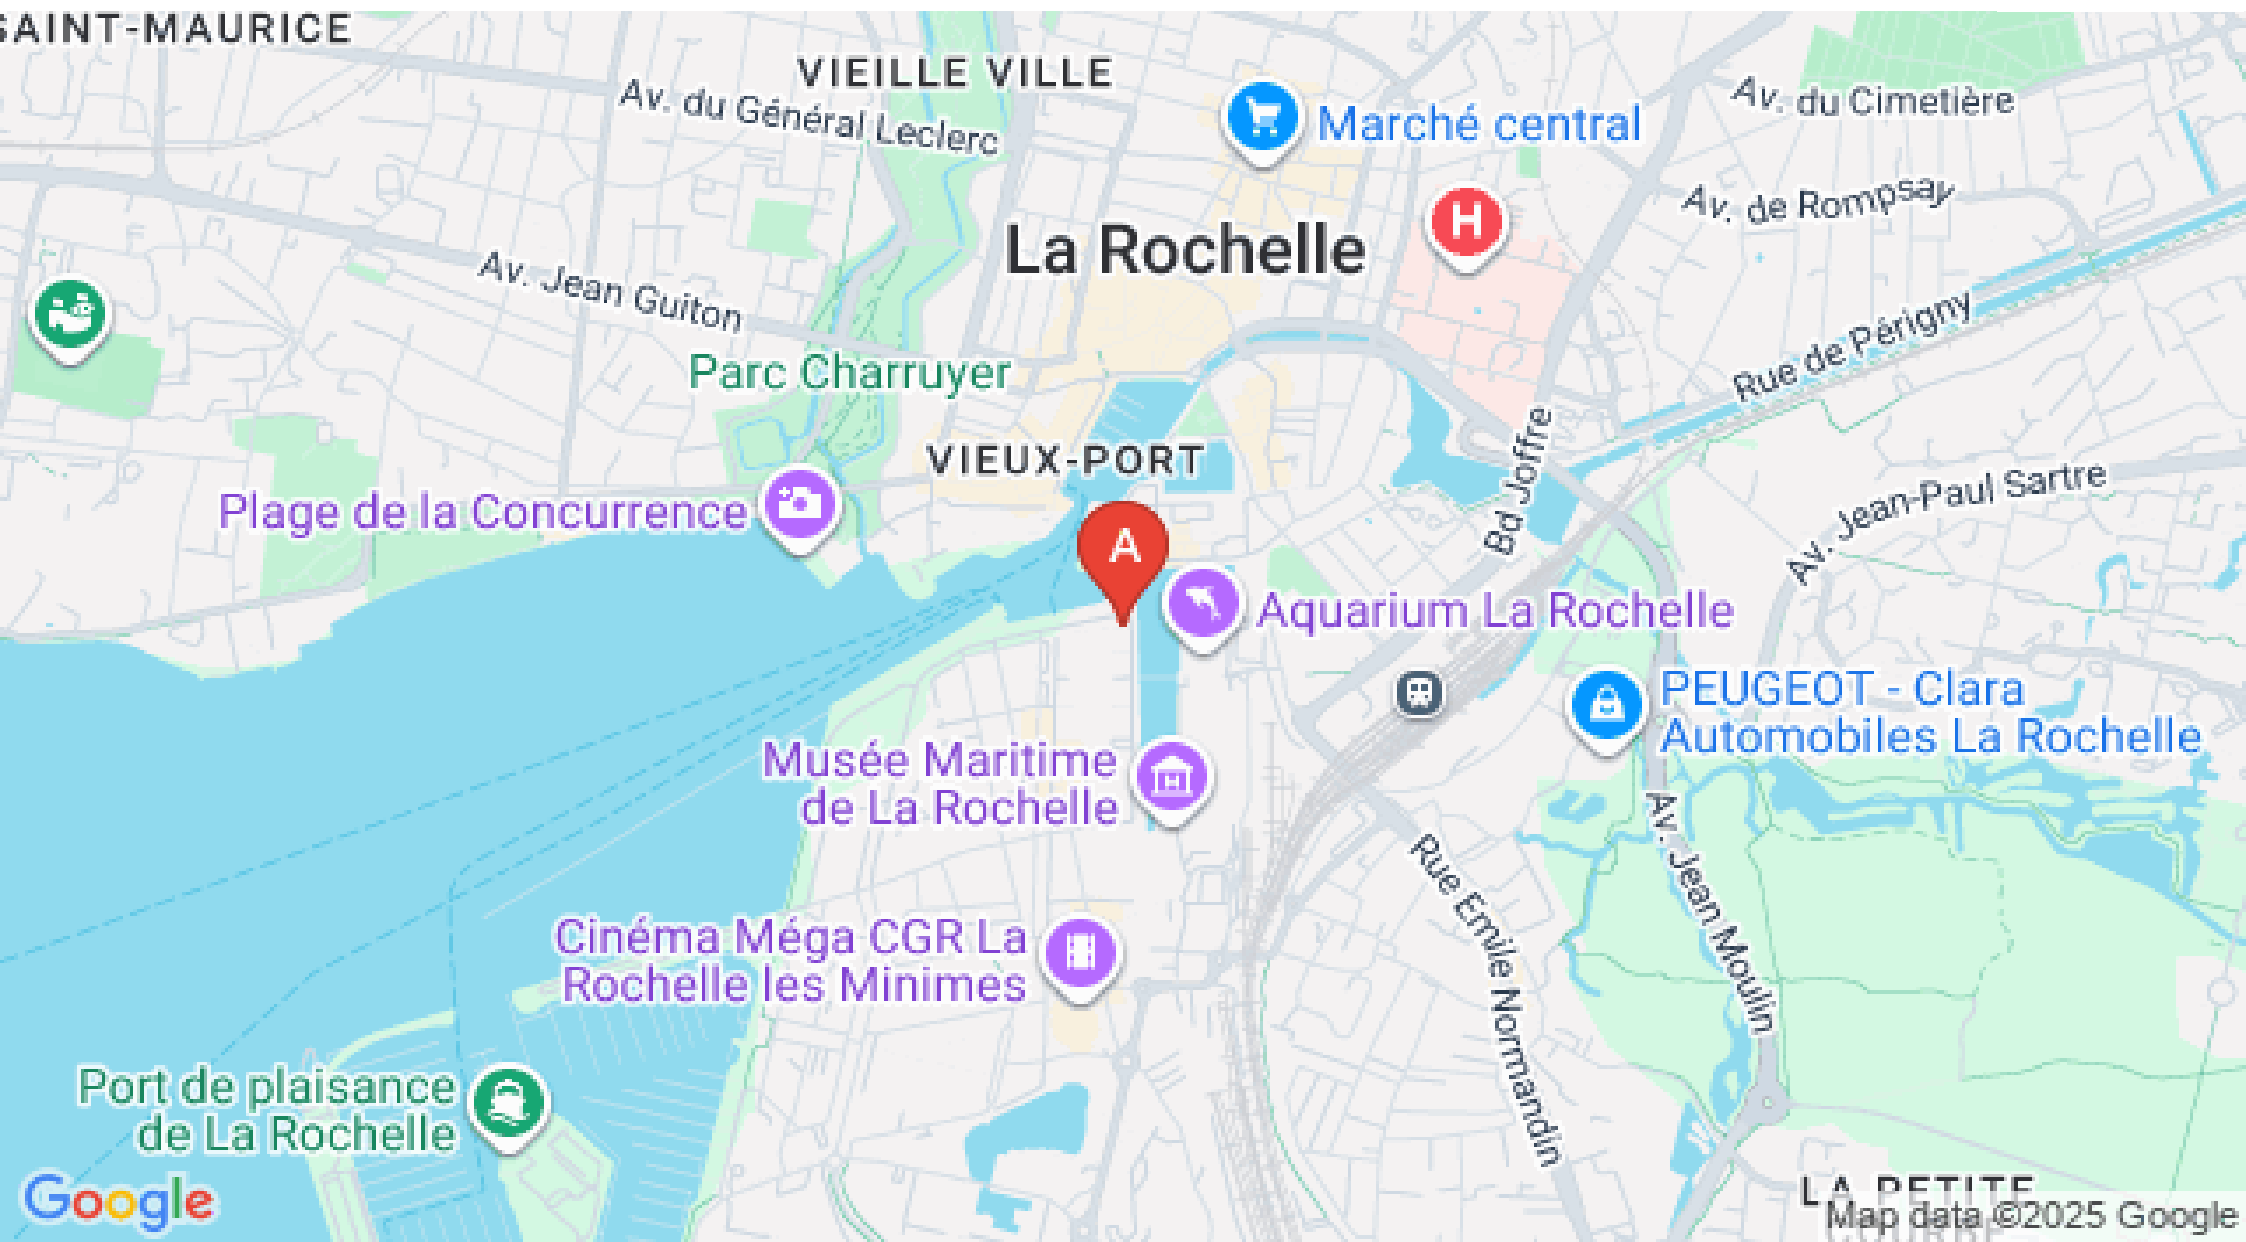 SAINT-MAURICE
VIEILLE VILLE
Av. du Général Leclerc
Marché central
Av. du Cimetière
H
Av. de Rompsay
La Rochelle
Av. Jean Guiton
Rue de Périgny
Parc Charruyer
VIEUX-PORT
Bd Joffre
Av. Jean-Paul Sartre
Plage de la Concurrence
A
Aquarium La Rochelle
PEUGEOT - Clara
Automobiles La Rochelle
Musée Maritime
de La Rochelle
Av. Jean Moulin
Rue Emile Normandin
Cinéma Méga CGR La
Rochelle les Minimes
Port de plaisance
de La Rochelle
Google
LA PETITE
Map data ©2025 Google